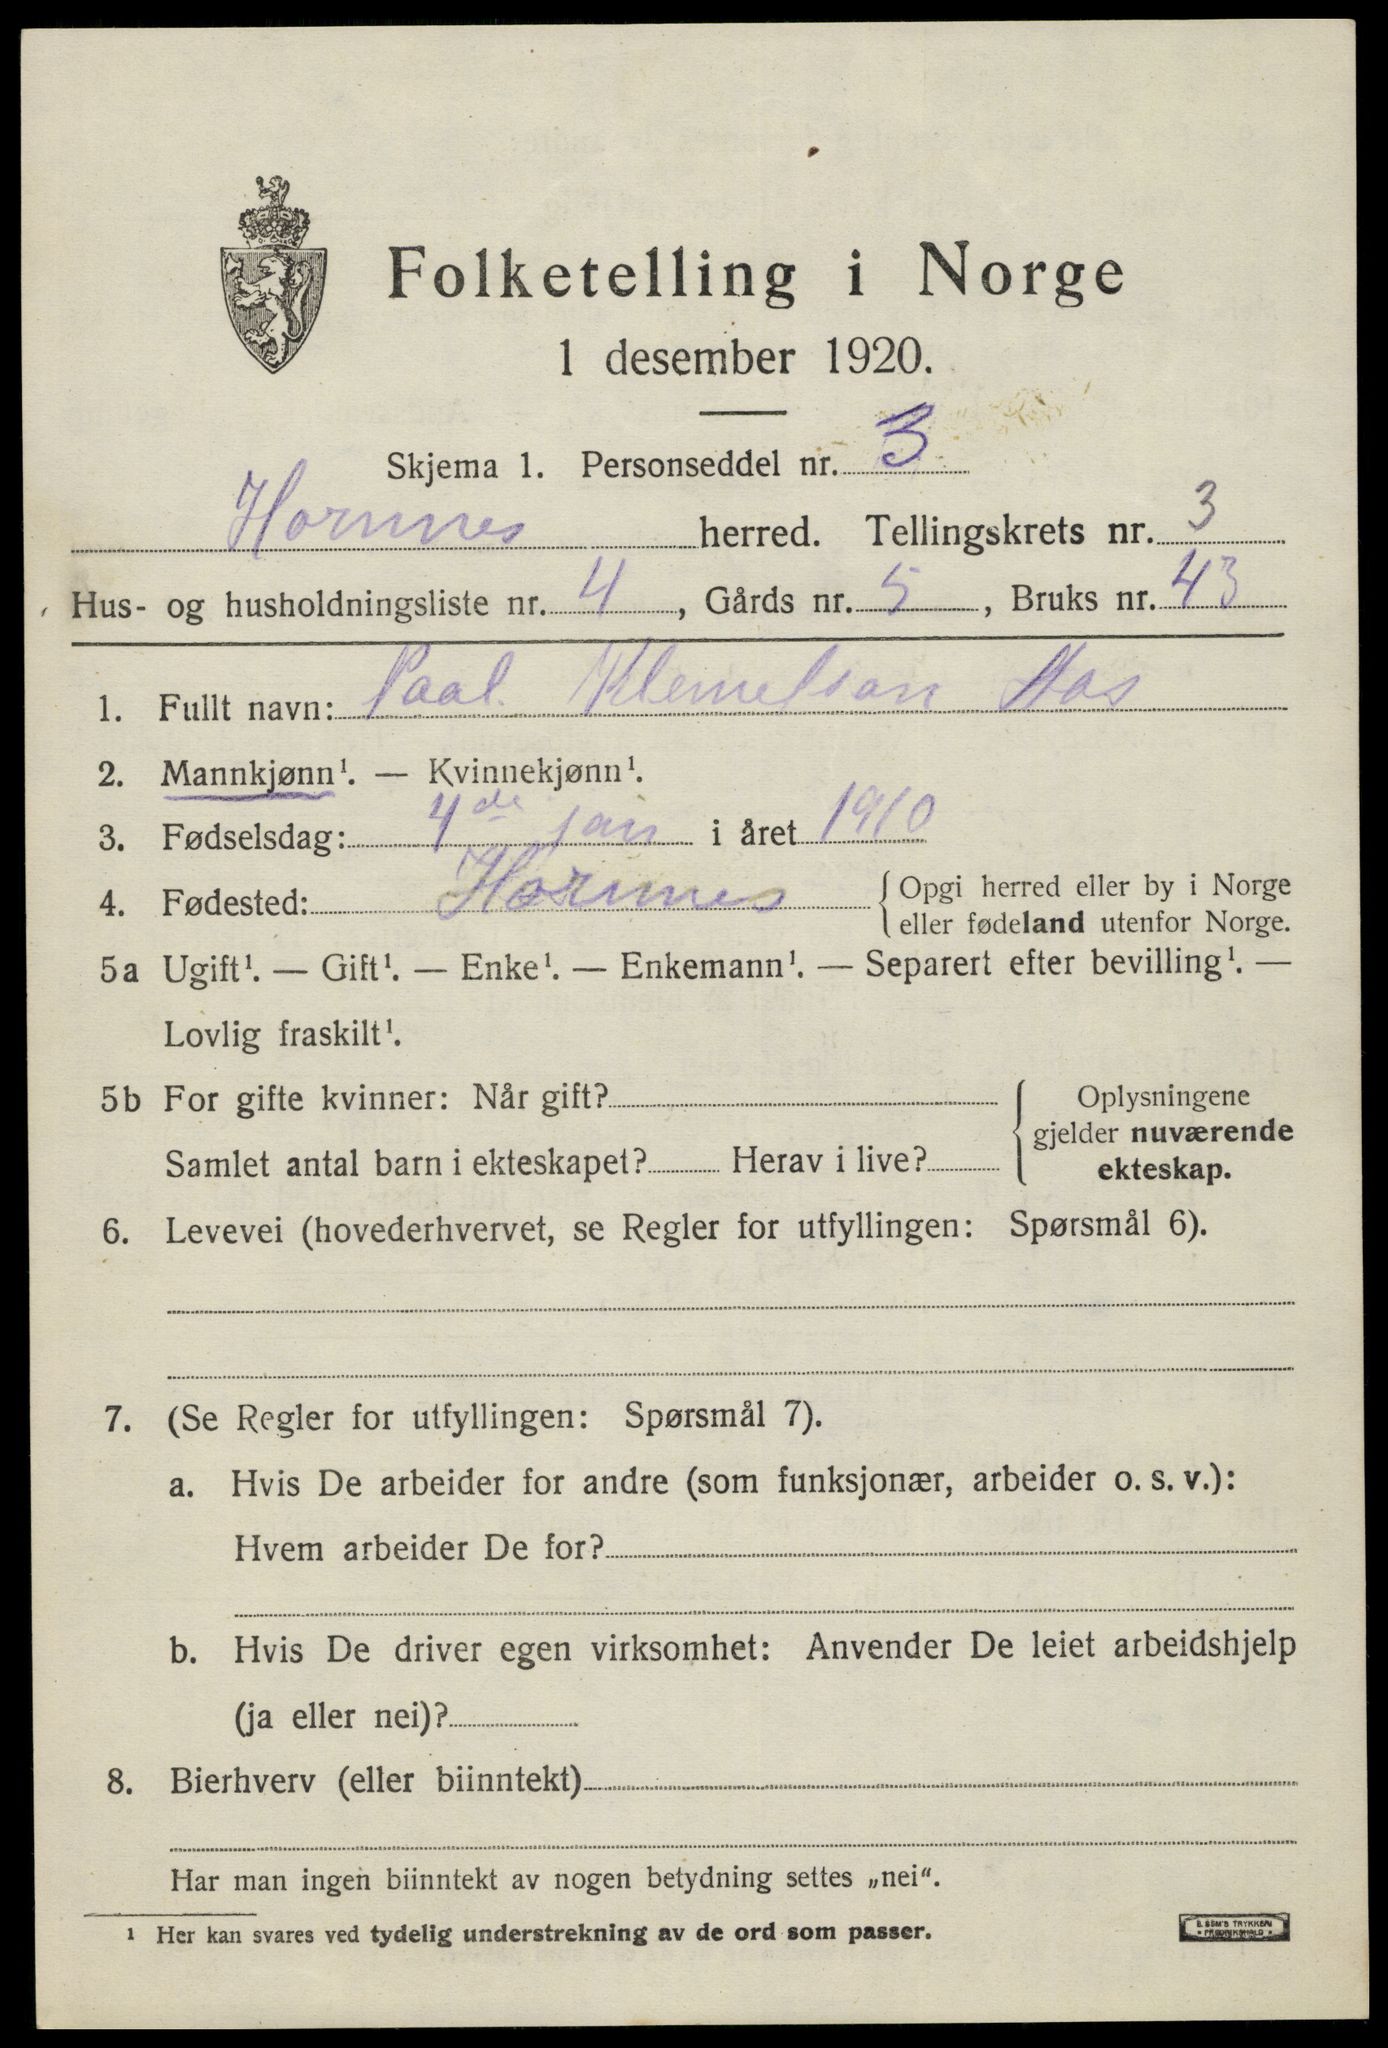 Folketelling i Norge
1 desember 1920.
Skjema 1. Personseddel nr. 3
Hornnes herred. Tellingskrets nr. 3
Hus- og husholdningsliste nr. 4, Gårds nr. 5, Bruks nr. 43
1. Fullt navn: Paal Klemetson
2. Mannkjønn¹. — Kvinnekjønn¹.
3. Fødselsdag: 4de jan i året 1910
4. Fødested: Hornnes { Opgi herred eller by i Norge
eller fødeland utenfor Norge.
5a Ugift¹. — Gift¹. — Enke¹. — Enkemann¹. — Separert efter bevilling¹. —
Lovlig fraskilt¹.
5b For gifte kvinner: Når gift?
Samlet antal barn i ekteskapet? Herav i live?
{ Oplysningene
gjelder nuværende
ekteskap.
6. Levevei (hovederhvervet, se Regler for utfyllingen: Spørsmål 6).
7. (Se Regler for utfyllingen: Spørsmål 7).
a. Hvis De arbeider for andre (som funksjonær, arbeider o. s. v.):
Hvem arbeider De for?
b. Hvis De driver egen virksomhet: Anvender De leiet arbeidshjelp
(ja eller nei)?
8. Bierhverv (eller biinntekt)
Har man ingen biinntekt av nogen betydning settes „nei“.
¹ Her kan svares ved tydelig understrekning av de ord som passer.